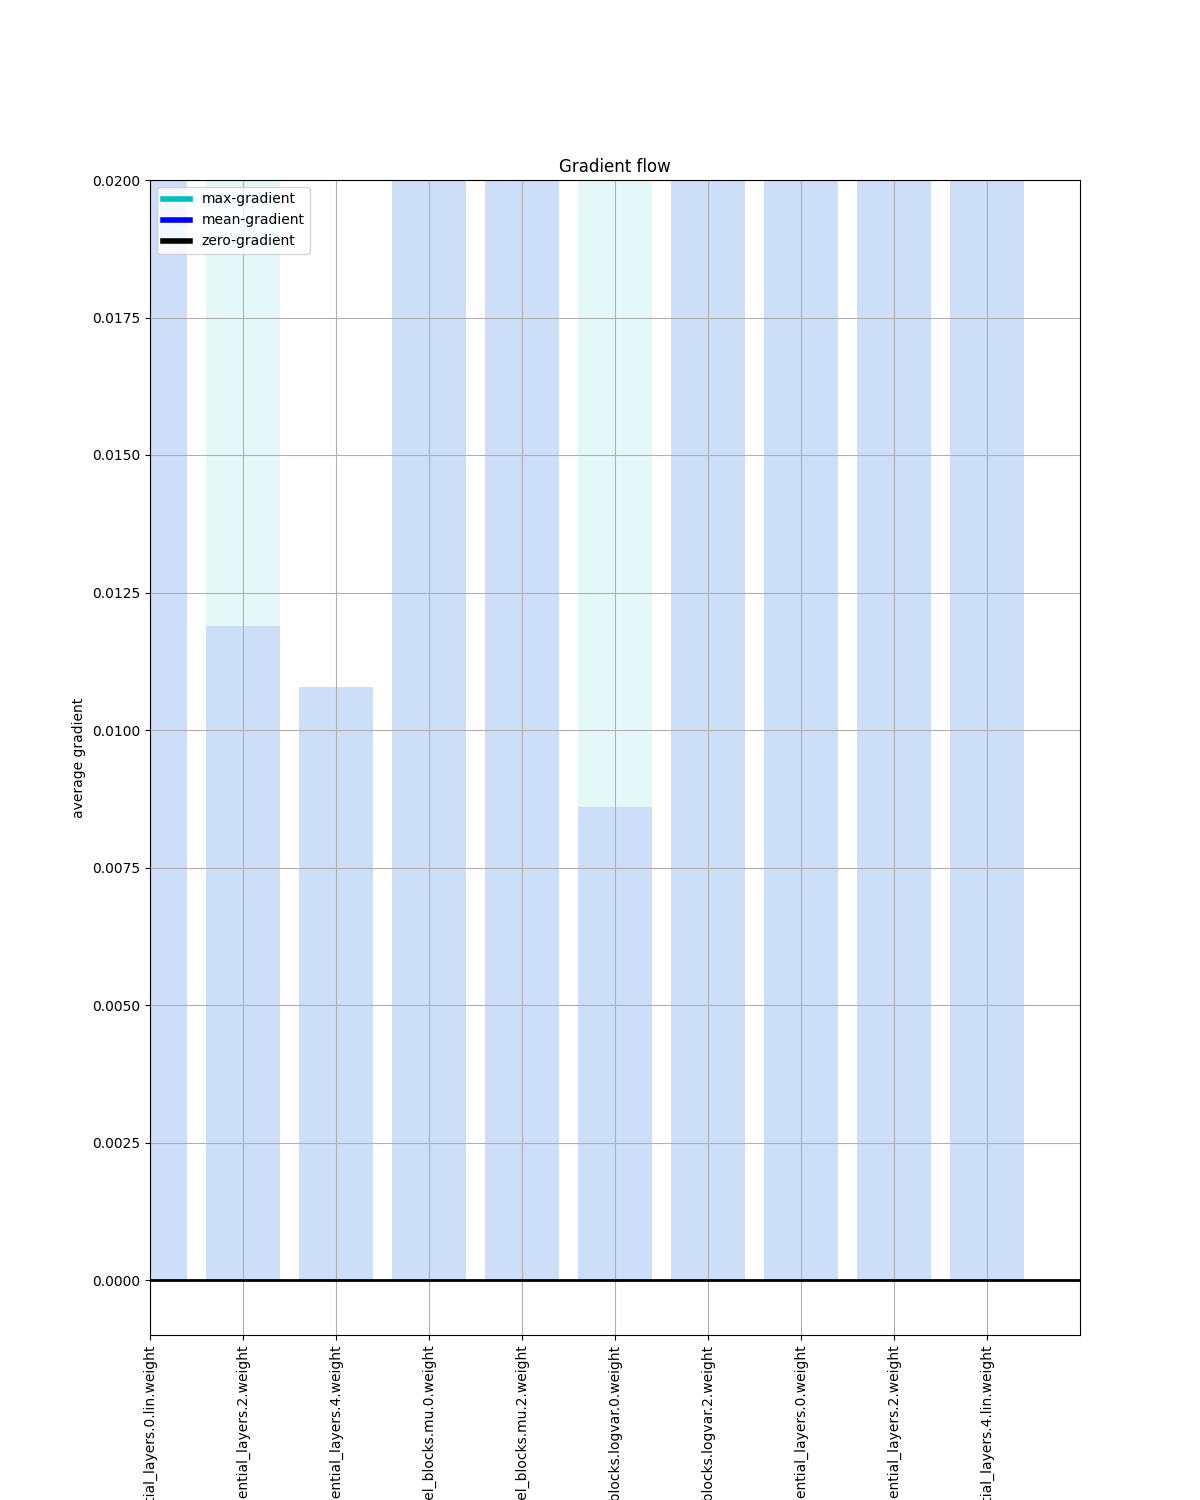 Gradient flow
max-gradient
mean-gradient
zero-gradient
0.0200
0.0175
0.0150
0.0125
0.0100
0.0075
0.0050
0.0025
0.0000
average gradient
tial_layers.0.lin.weight
ential_layers.2.weight
ential_layers.4.weight
el_blocks.mu.0.weight
el_blocks.mu.2.weight
blocks.logvar.0.weight
blocks.logvar.2.weight
ential_layers.0.weight
ential_layers.2.weight
tial_layers.4.lin.weight